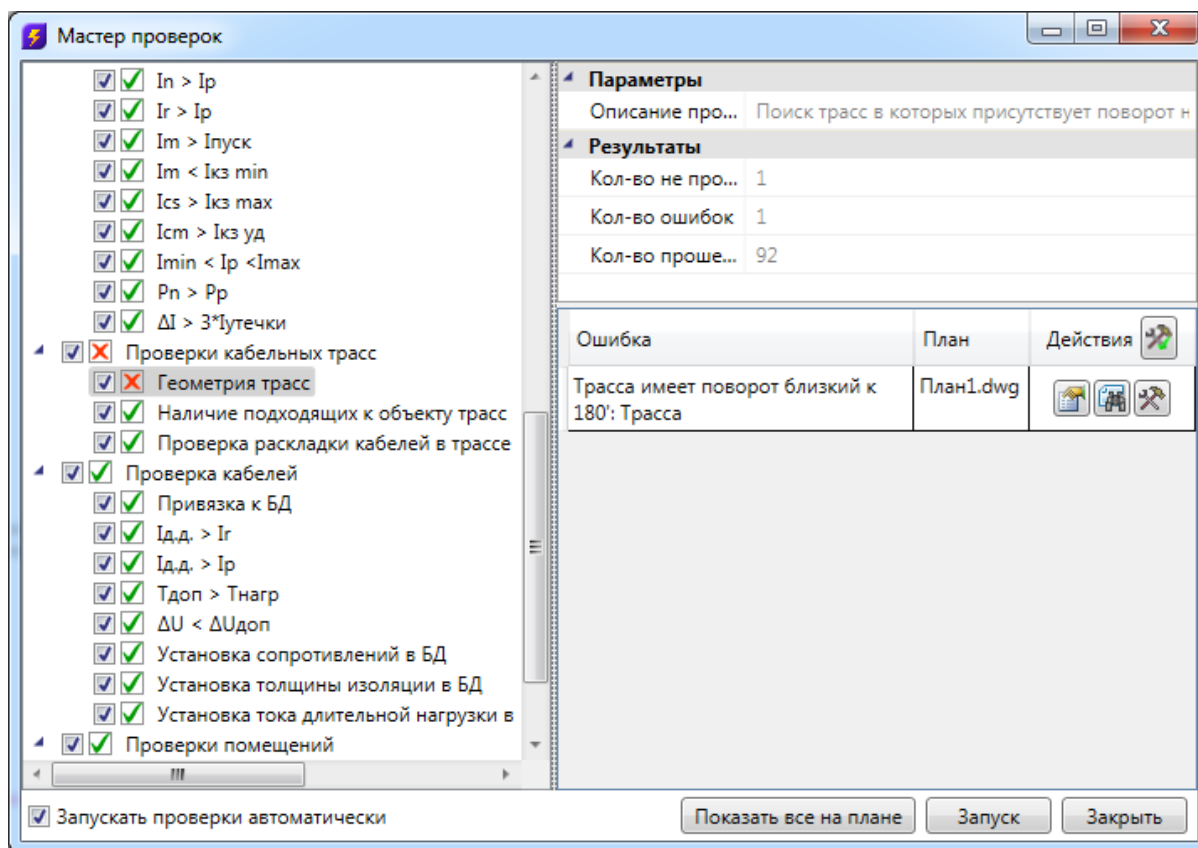 Мастер проверок
In > Ip
Ir > Ip
Im > Iпуск
Im < Iкз min
Ics > Iкз max
Icm > Iкз уд
Imin < Ip <Imax
Pn > Pp
ΔI > 3*Iутечки
Проверки кабельных трасс
Геометрия трасс
Наличие подходящих к объекту трасс
Проверка раскладки кабелей в трассе
Проверка кабелей
Привязка к БД
Iд.д. > Ir
Iд.д. > Ip
Tдоп > Tнагр
ΔU < ΔUдоп
Установка сопротивлений в БД
Установка толщины изоляции в БД
Установка тока длительной нагрузки в
Проверки помещений
Параметры
Описание про... Поиск трасс в которых присутствует поворот н
Результаты
Кол-во не про... 1
Кол-во ошибок 1
Кол-во проше... 92
Ошибка План Действия
Трасса имеет поворот близкий к План1.dwg
180': Трасса
Запускать проверки автоматически
Показать все на плане Запуск Закрыть